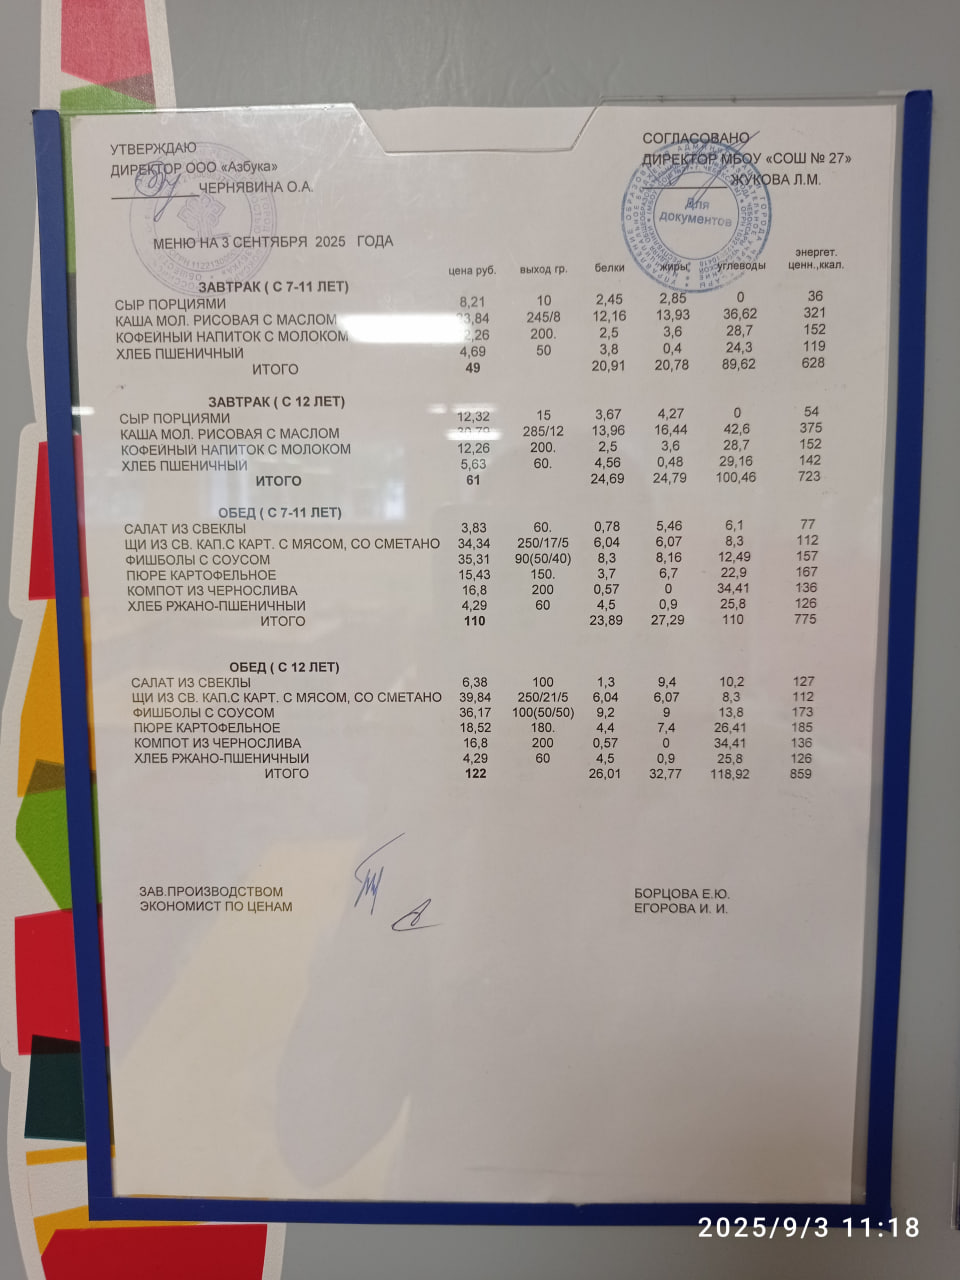 УТВЕРЖДАЮ
ДИРЕКТОР ООО «Азбука»
ЧЕРНЯВИНА О.А.
СОГЛАСОВАНО
ДИРЕКТОР МБОУ «СОШ № 27»
ЖУКОВА Л.М.
Для
документов
МЕНЮ НА 3 СЕНТЯБРЯ 2025 ГОДА
цена руб. выход гр. белки жиры углеводы энергет. ценн.,ккал.
ЗАВТРАК ( С 7-11 ЛЕТ)
СЫР ПОРЦИЯМИ 8,21 10 2,45 2,85 0 36
КАША МОЛ. РИСОВАЯ С МАСЛОМ 245/8 12,16 13,93 36,62 321
КОФЕЙНЫЙ НАПИТОК С МОЛОКОМ 200. 2,5 3,6 28,7 152
ХЛЕБ ПШЕНИЧНЫЙ 4,69 50 3,8 0,4 24,3 119
ИТОГО 49 20,91 20,78 89,62 628
ЗАВТРАК ( С 12 ЛЕТ)
СЫР ПОРЦИЯМИ 12,32 15 3,67 4,27 0 54
КАША МОЛ. РИСОВАЯ С МАСЛОМ 285/12 13,96 16,44 42,6 375
КОФЕЙНЫЙ НАПИТОК С МОЛОКОМ 12,26 200. 2,5 3,6 28,7 152
ХЛЕБ ПШЕНИЧНЫЙ 5,63 60. 4,56 0,48 29,16 142
ИТОГО 61 24,69 24,79 100,46 723
ОБЕД ( С 7-11 ЛЕТ)
САЛАТ ИЗ СВЕКЛЫ 3,83 60. 0,78 5,46 6,1 77
ЩИ ИЗ СВ. КАП.С КАРТ. С МЯСОМ, СО СМЕТАНО 34,34 250/17/5 6,04 6,07 8,3 112
ФИШБОЛЫ С СОУСОМ 35,31 90(50/40) 8,3 8,16 12,49 157
ПЮРЕ КАРТОФЕЛЬНОЕ 15,43 150. 3,7 6,7 22,9 167
КОМПОТ ИЗ ЧЕРНОСЛИВА 16,8 200 0,57 0 34,41 136
ХЛЕБ РЖАНО-ПШЕНИЧНЫЙ 4,29 60 4,5 0,9 25,8 126
ИТОГО 110 23,89 27,29 110 775
ОБЕД ( С 12 ЛЕТ)
САЛАТ ИЗ СВЕКЛЫ 6,38 100 1,3 9,4 10,2 127
ЩИ ИЗ СВ. КАП.С КАРТ. С МЯСОМ, СО СМЕТАНО 39,84 250/21/5 6,04 6,07 8,3 112
ФИШБОЛЫ С СОУСОМ 36,17 100(50/50) 9,2 9 13,8 173
ПЮРЕ КАРТОФЕЛЬНОЕ 18,52 180. 4,4 7,4 26,41 185
КОМПОТ ИЗ ЧЕРНОСЛИВА 16,8 200 0,57 0 34,41 136
ХЛЕБ РЖАНО-ПШЕНИЧНЫЙ 4,29 60 4,5 0,9 25,8 126
ИТОГО 122 26,01 32,77 118,92 859
ЗАВ.ПРОИЗВОДСТВОМ БОРЦОВА Е.Ю.
ЭКОНОМИСТ ПО ЦЕНАМ ЕГОРОВА И. И.
2025/9/3 11:18